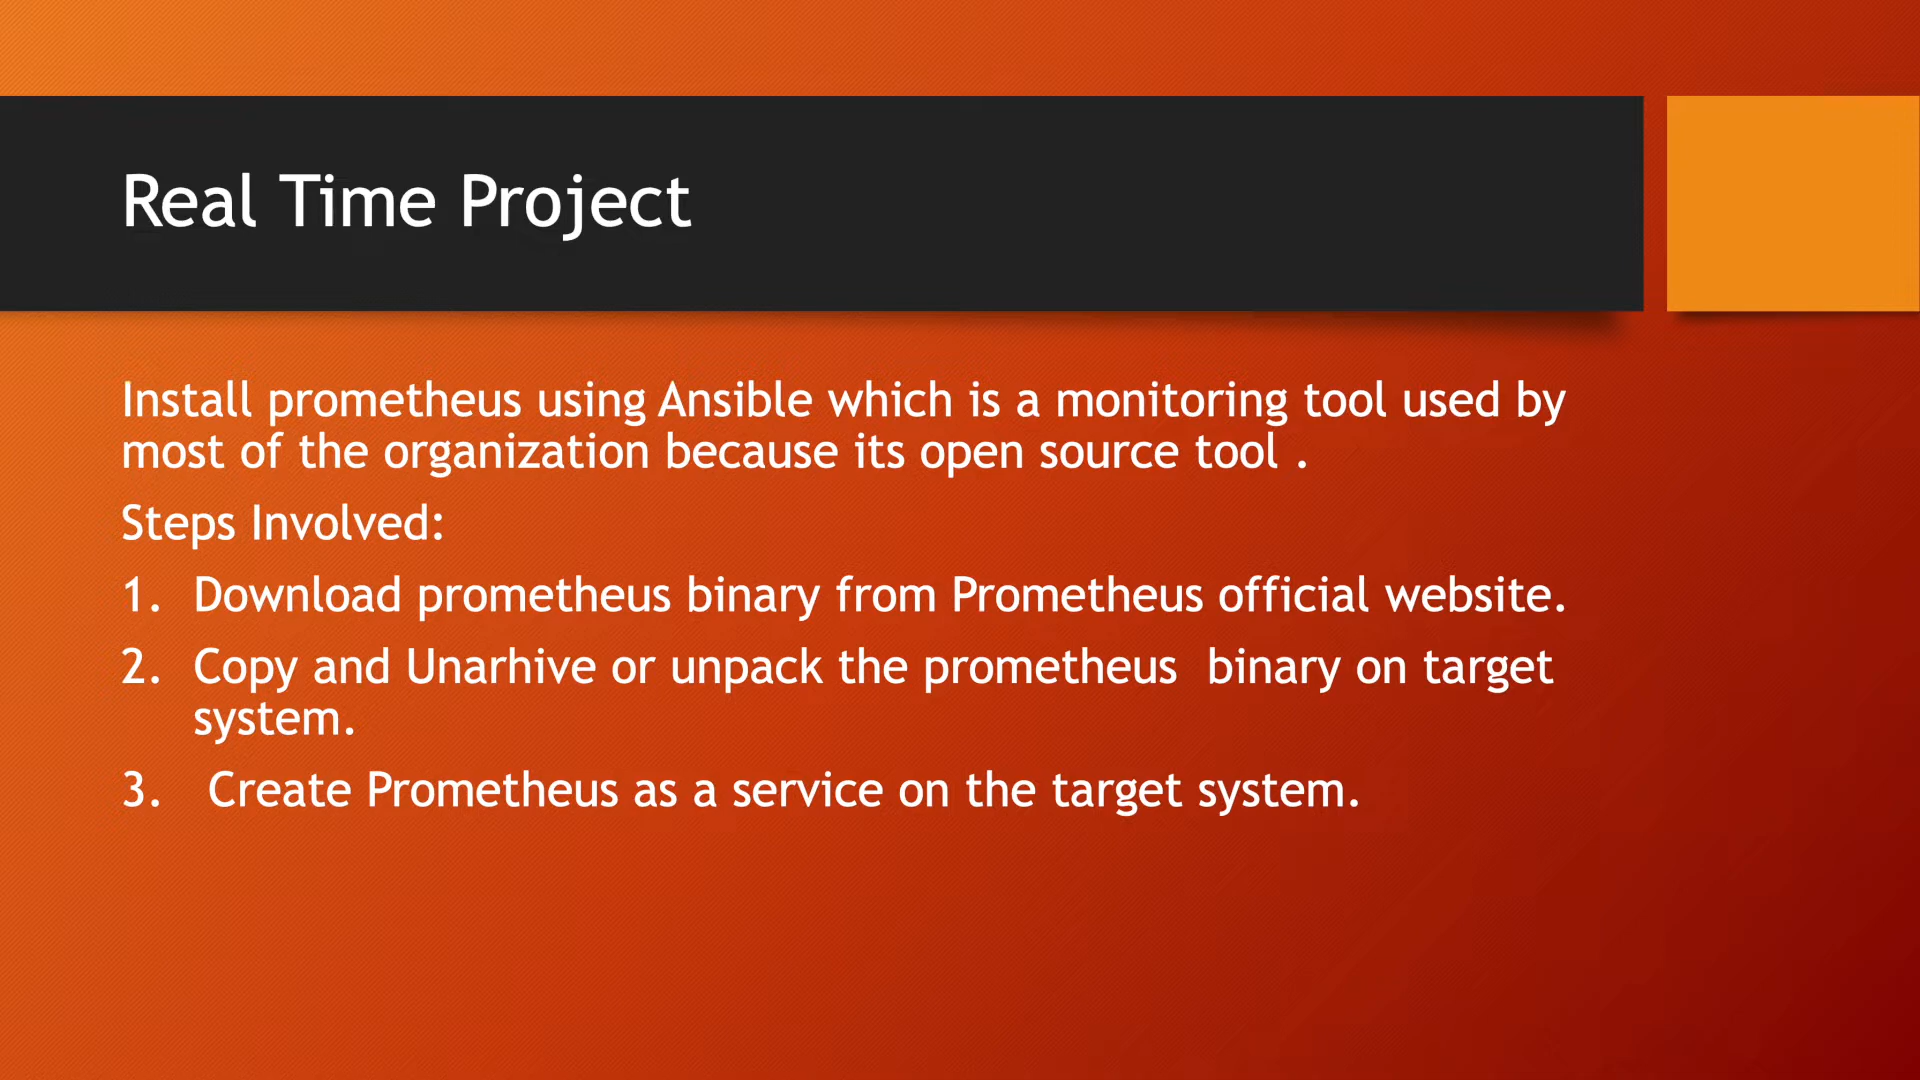 Real Time Project
Install prometheus using Ansible which is a monitoring tool used by
most of the organization because its open source tool .
Steps Involved:
1. Download prometheus binary from Prometheus official website.
2. Copy and Unarhive or unpack the prometheus  binary on target
system.
3.  Create Prometheus as a service on the target system.